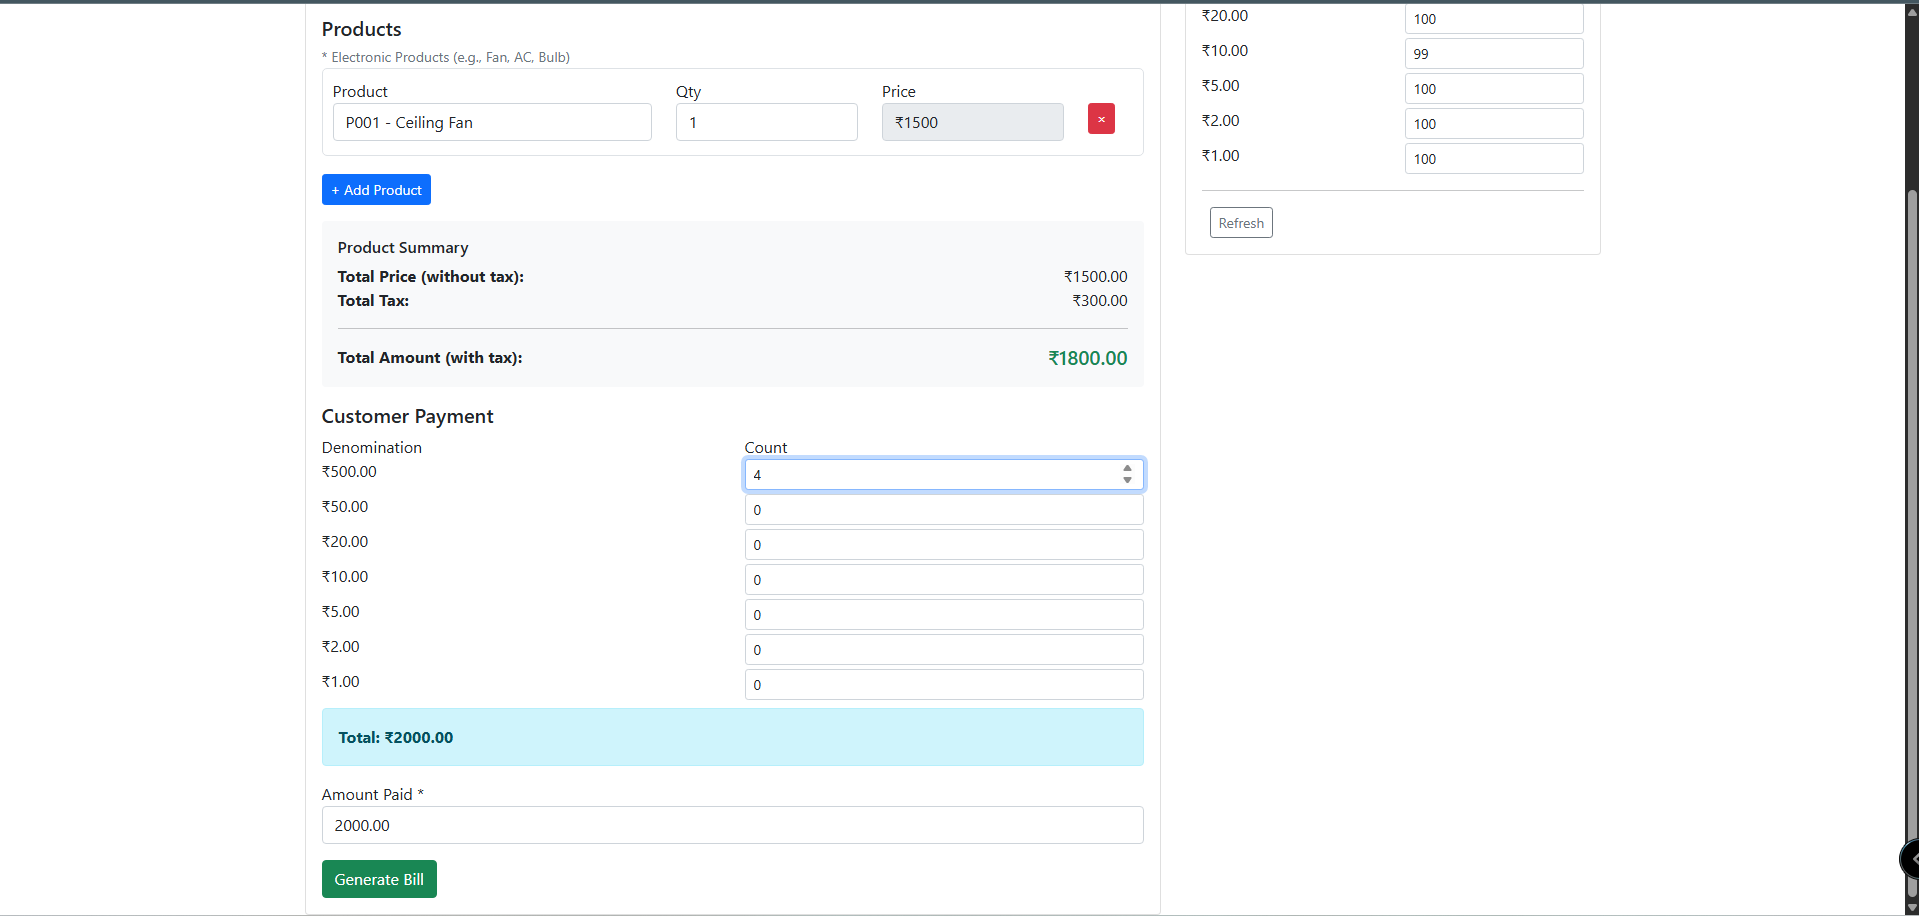 Products
* Electronic Products (e.g., Fan, AC, Bulb)
Product Qty Price
P001 - Ceiling Fan 1 ₹1500 ×
+ Add Product
Product Summary
Total Price (without tax): ₹1500.00
Total Tax: ₹300.00
Total Amount (with tax): ₹1800.00
Customer Payment
Denomination Count
₹500.00 4
₹50.00 0
₹20.00 0
₹10.00 0
₹5.00 0
₹2.00 0
₹1.00 0
Total: ₹2000.00
Amount Paid *
2000.00
Generate Bill
₹20.00 100
₹10.00 99
₹5.00 100
₹2.00 100
₹1.00 100
Refresh